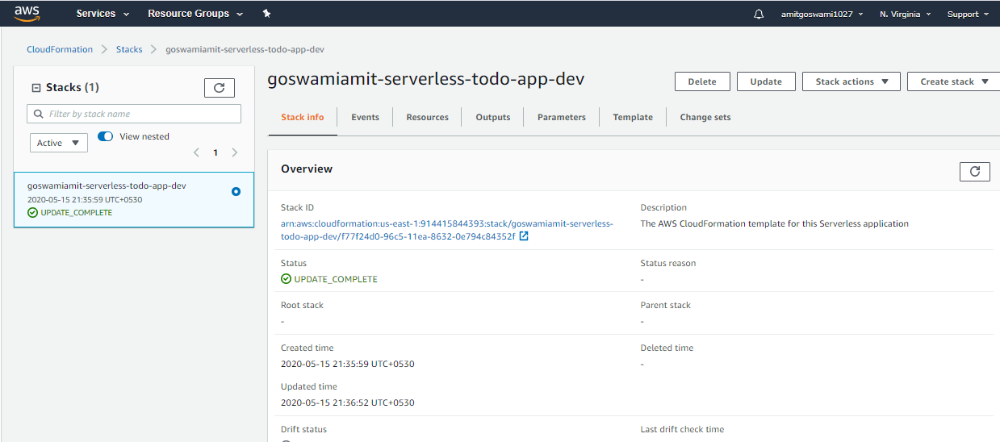 aws Services Resource Groups amitgoswami1027 N. Virginia Support
CloudFormation Stacks goswamiamit-serverless-todo-app-dev
Stacks (1)
Filter by stack name
Active View nested
1
goswamiamit-serverless-todo-app-dev
2020-05-15 21:35:59 UTC+0530
UPDATE_COMPLETE
goswamiamit-serverless-todo-app-dev
Delete Update Stack actions Create stack
Stack info Events Resources Outputs Parameters Template Change sets
Overview
Stack ID
arn:aws:cloudformation:us-east-1:914415844393:stack/goswamiamit-serverless-
todo-app-dev/f77f24d0-96c5-11ea-8632-0e794c84352f
Description
The AWS CloudFormation template for this Serverless application
Status
UPDATE_COMPLETE
Status reason
-
Root stack
-
Parent stack
-
Created time
2020-05-15 21:35:59 UTC+0530
Deleted time
-
Updated time
2020-05-15 21:36:52 UTC+0530
Drift status
Last drift check time